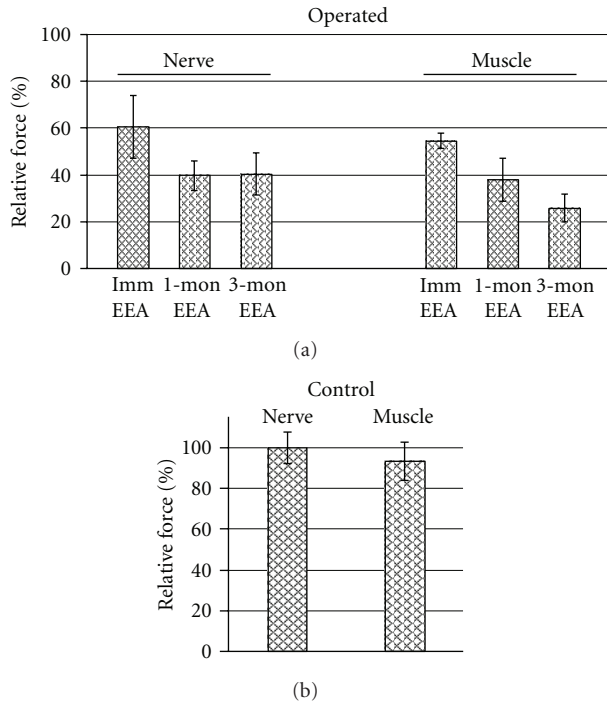 Operated
Nerve Muscle
Relative force (%)
100
80
60
40
20
0
Imm 1-mon 3-mon Imm 1-mon 3-mon
EEA EEA EEA EEA EEA EEA
(a)
Control
Nerve Muscle
Relative force (%)
100
80
60
40
20
0
(b)